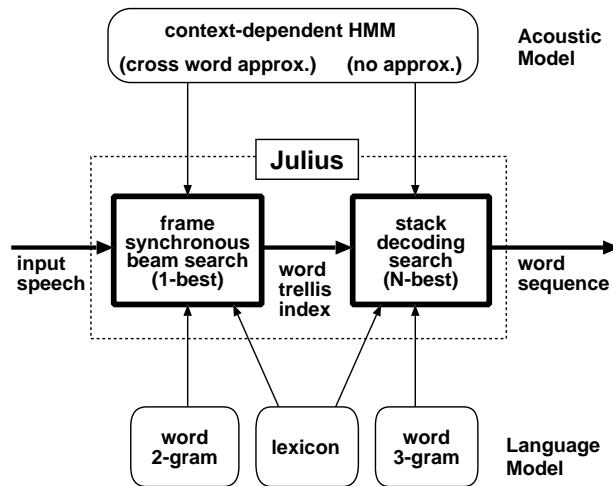 context-dependent HMM
(cross word approx.) (no approx.)
Acoustic
Model
Julius
frame
synchronous
beam search
(1-best)
stack
decoding
search
(N-best)
input
speech
word
trellis
index
word
sequence
word
2-gram
lexicon
word
3-gram
Language
Model